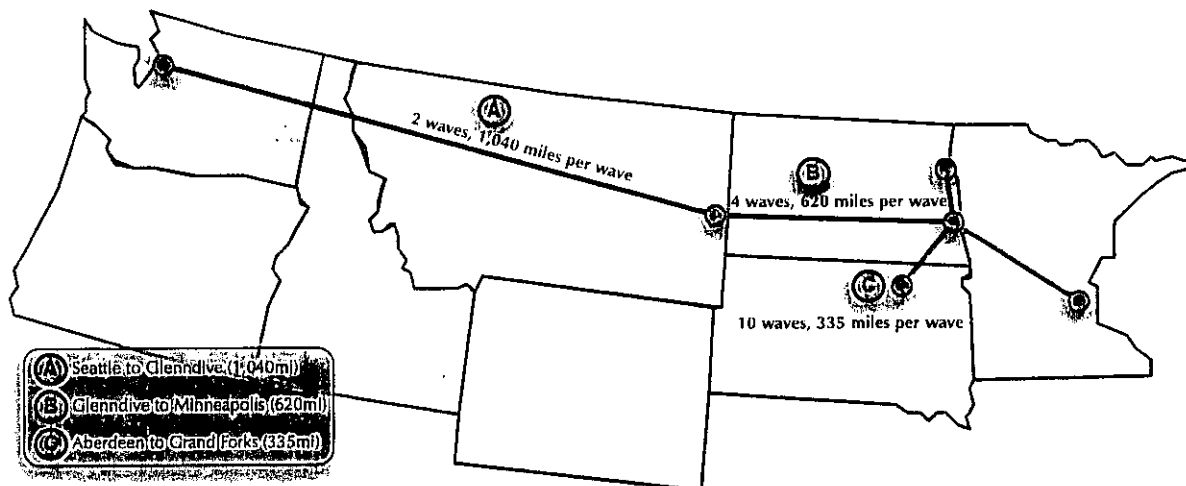 A
2 waves, 1,040 miles per wave
B
4 waves, 620 miles per wave
C
10 waves, 335 miles per wave
A Seattle to Glenndive (1,040mi)
B Glenndive to Minneapolis (620mi)
C Aberdeen to Grand Forks (335mi)